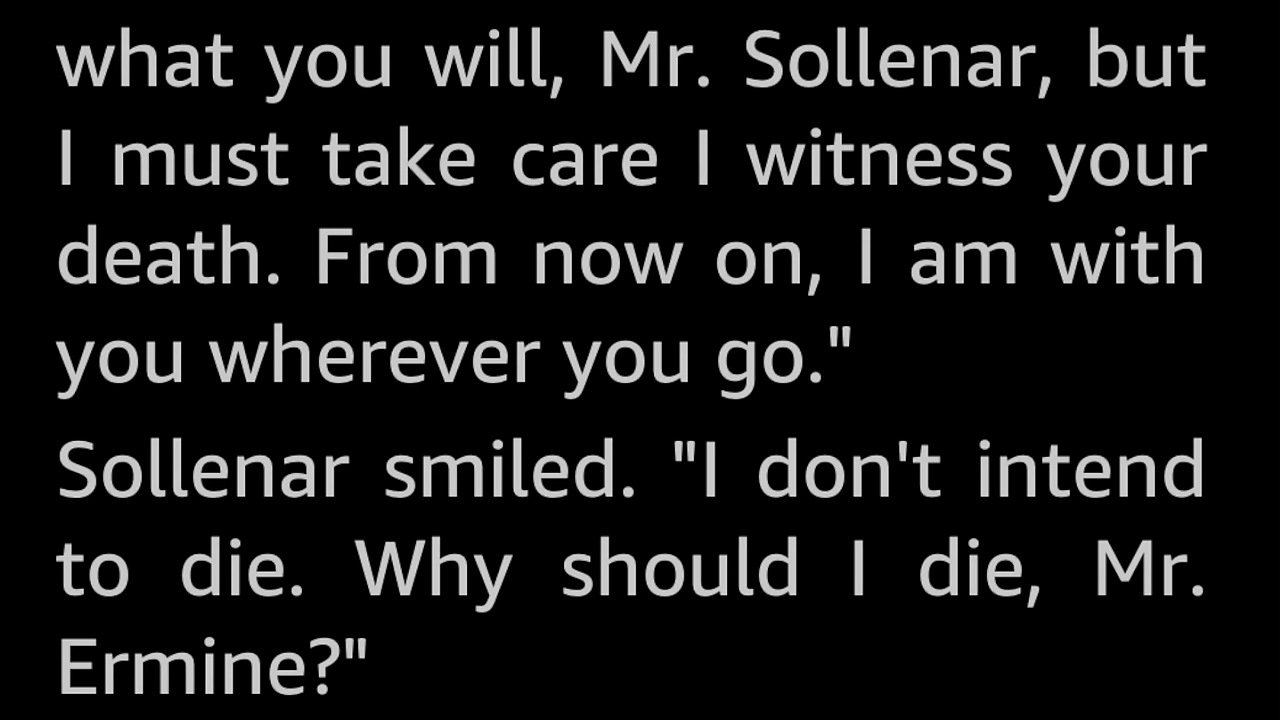 what you will, Mr. Sollenar, but
I must take care I witness your
death. From now on, I am with
you wherever you go."
Sollenar smiled. "I don't intend
to die. Why should I die, Mr.
Ermine?"